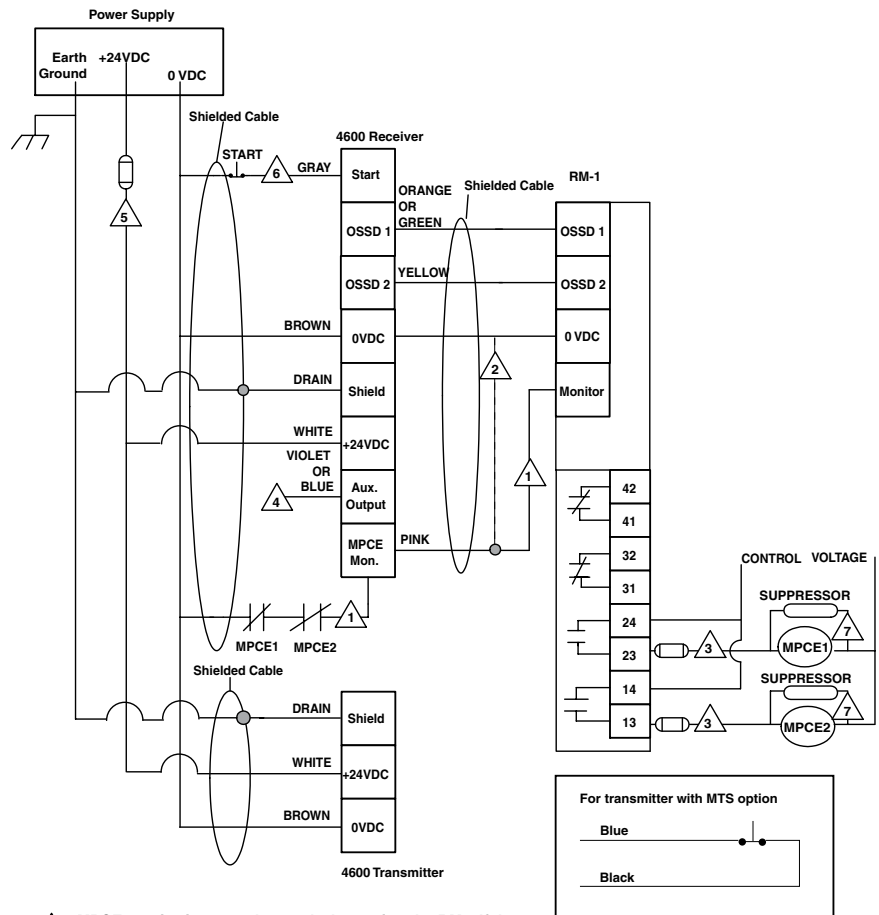 Power Supply
Earth Ground
+24VDC
0 VDC
Shielded Cable
START
6
GRAY
5
4600 Receiver
Start
OSSD 1
OSSD 2
0VDC
Shield
+24VDC
Aux. Output
MPCE Mon.
ORANGE
OR
GREEN
Shielded Cable
YELLOW
BROWN
DRAIN
WHITE
VIOLET
OR
BLUE
4
PINK
2
1
RM-1
OSSD 1
OSSD 2
0 VDC
Monitor
42
41
32
31
24
23
14
13
CONTROL VOLTAGE
SUPPRESSOR
3
MPCE1
7
SUPPRESSOR
3
MPCE2
7
MPCE1
MPCE2
1
Shielded Cable
DRAIN
WHITE
BROWN
Shield
+24VDC
0VDC
4600 Transmitter
For transmitter with MTS option
Blue
Black